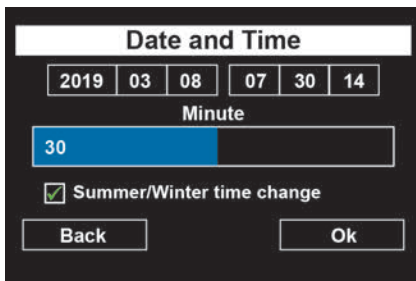 Date and Time
2019 03 08 07 30 14
Minute
30
Summer/Winter time change
Back Ok